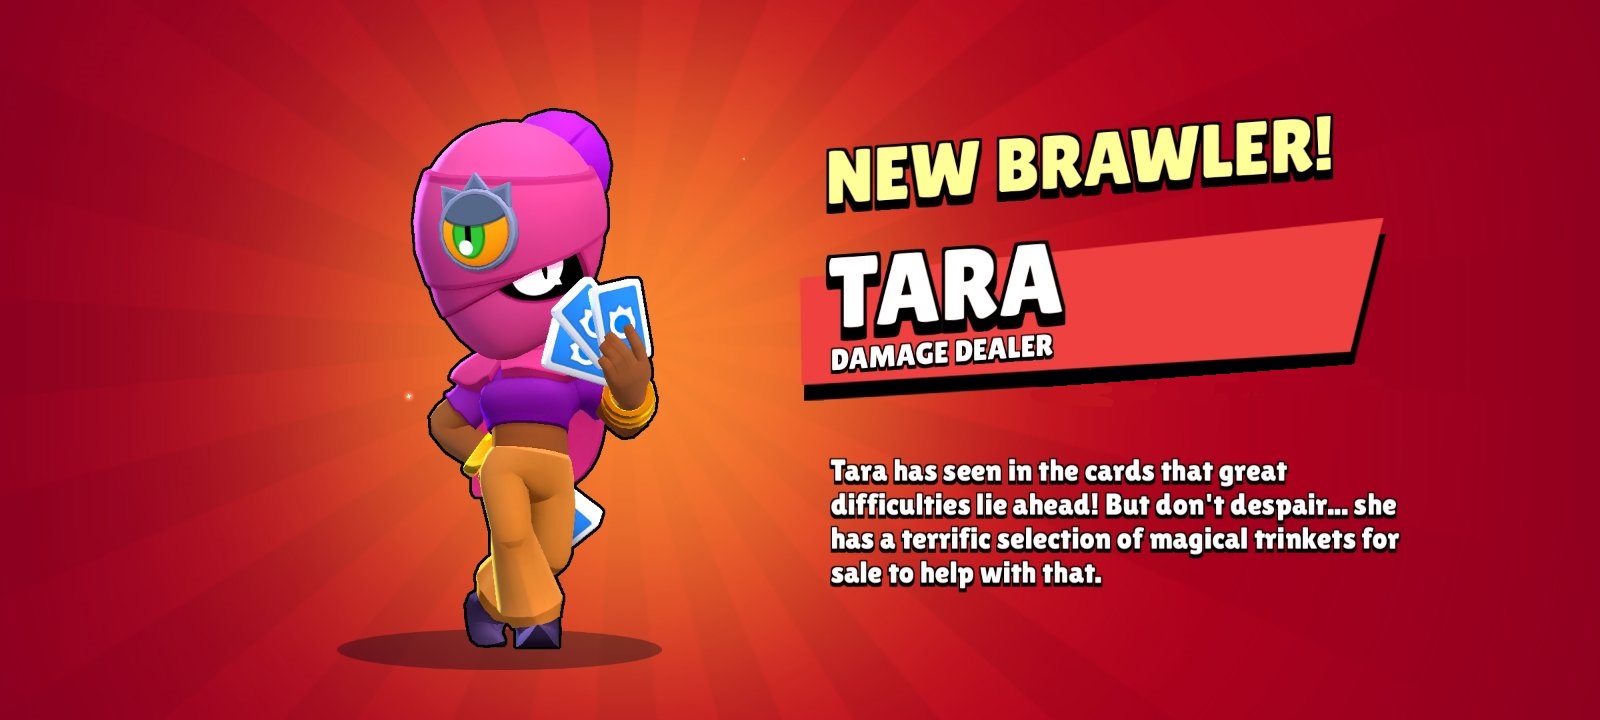 NEW BRAWLER!
TARA
DAMAGE DEALER
Tara has seen in the cards that great
difficulties lie ahead! But don't despair... she
has a terrific selection of magical trinkets for
sale to help with that.